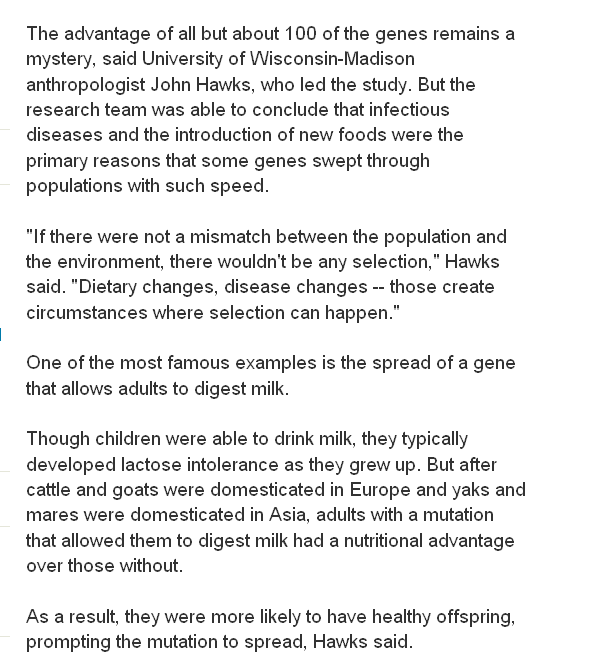 The advantage of all but about 100 of the genes remains a
mystery, said University of Wisconsin-Madison
anthropologist John Hawks, who led the study. But the
research team was able to conclude that infectious
diseases and the introduction of new foods were the
primary reasons that some genes swept through
populations with such speed.
"If there were not a mismatch between the population and
the environment, there wouldn't be any selection," Hawks
said. "Dietary changes, disease changes -- those create
circumstances where selection can happen."
One of the most famous examples is the spread of a gene
that allows adults to digest milk.
Though children were able to drink milk, they typically
developed lactose intolerance as they grew up. But after
cattle and goats were domesticated in Europe and yaks and
mares were domesticated in Asia, adults with a mutation
that allowed them to digest milk had a nutritional advantage
over those without.
As a result, they were more likely to have healthy offspring,
prompting the mutation to spread, Hawks said.